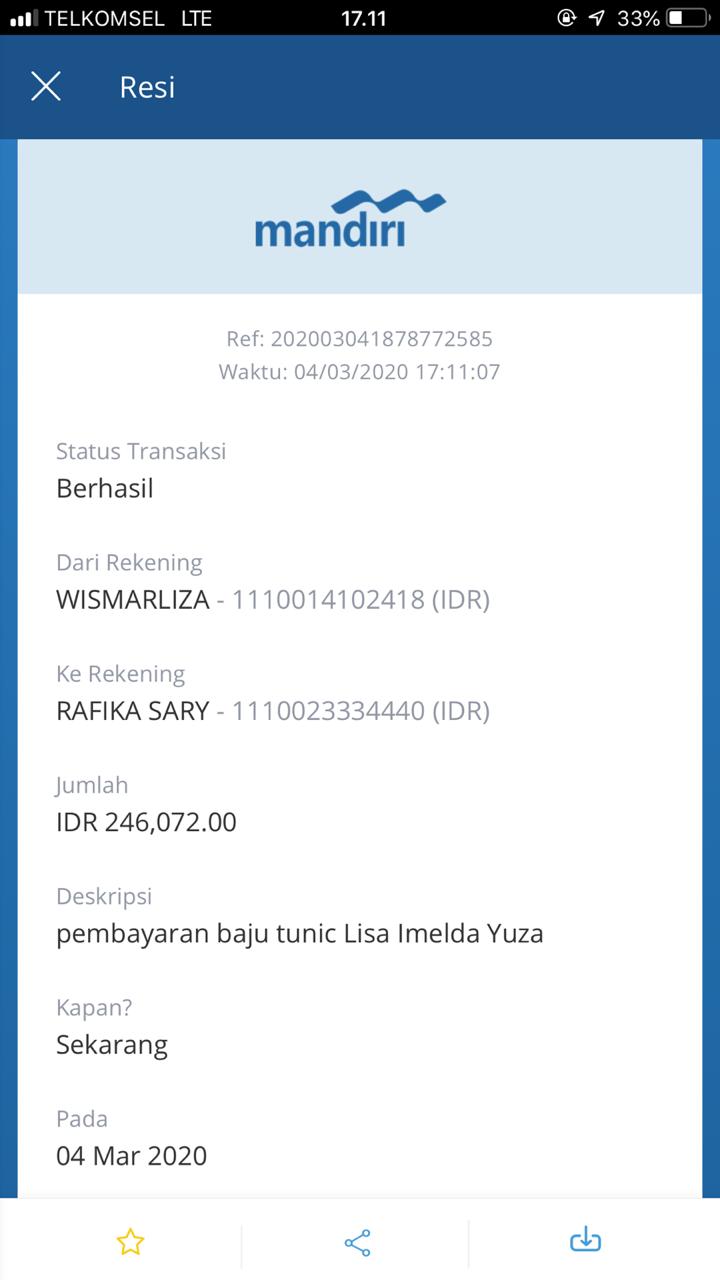 TELKOMSEL LTE 17.11 33%
Resi
mandiri
Ref: 202003041878772585
Waktu: 04/03/2020 17:11:07
Status Transaksi
Berhasil
Dari Rekening
WISMARLIZA - 1110014102418 (IDR)
Ke Rekening
RAFIKA SARY - 1110023334440 (IDR)
Jumlah
IDR 246,072.00
Deskripsi
pembayaran baju tunic Lisa Imelda Yuza
Kapan?
Sekarang
Pada
04 Mar 2020